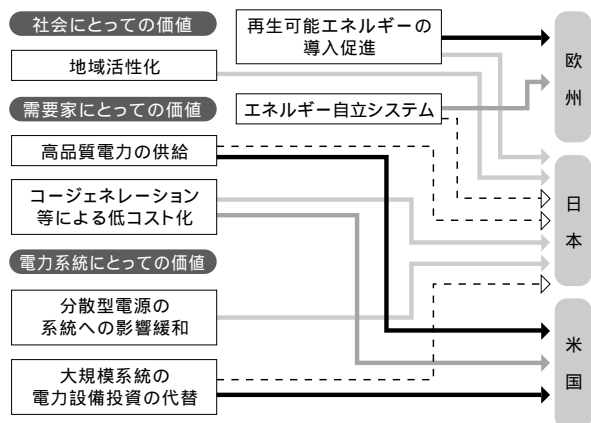 社会にとっての価値
再生可能エネルギーの
導入促進
地域活性化
需要家にとっての価値
エネルギー自立システム
高品質電力の供給
コージェネレーション
等による低コスト化
電力系統にとっての価値
分散型電源の
系統への影響緩和
大規模系統の
電力設備投資の代替
欧州
日本
米国